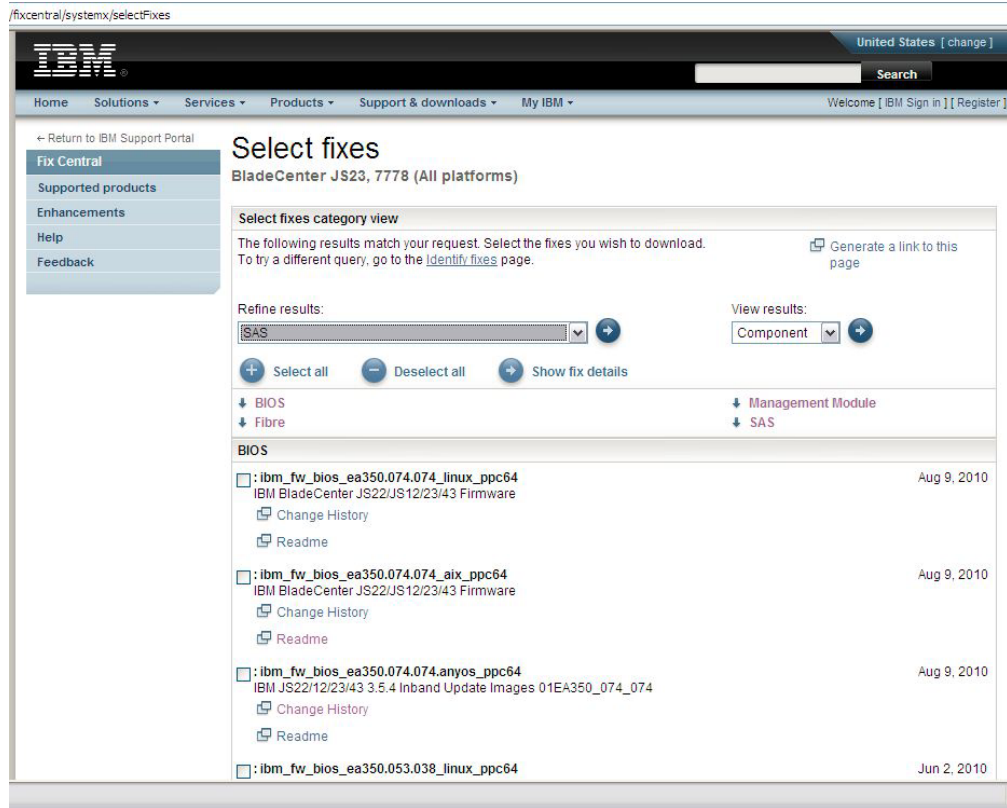 /fixcentral/systemx/selectFixes
United States [ change ]
IBM®
Search
Home Solutions Services Products Support & downloads My IBM Welcome [ IBM Sign in ] [ Register ]
← Return to IBM Support Portal
Fix Central
Supported products
Enhancements
Help
Feedback
Select fixes
BladeCenter JS23, 7778 (All platforms)
Select fixes category view
The following results match your request. Select the fixes you wish to download.
To try a different query, go to the Identify fixes page.
Generate a link to this
page
Refine results:
SAS
View results:
Component
Select all Deselect all Show fix details
BIOS
Fibre
Management Module
SAS
BIOS
: ibm_fw_bios_ea350.074.074_linux_ppc64 Aug 9, 2010
IBM BladeCenter JS22/JS12/23/43 Firmware
Change History
Readme
: ibm_fw_bios_ea350.074.074_aix_ppc64 Aug 9, 2010
IBM BladeCenter JS22/JS12/23/43 Firmware
Change History
Readme
: ibm_fw_bios_ea350.074.074.anyos_ppc64 Aug 9, 2010
IBM JS22/12/23/43 3.5.4 Inband Update Images 01EA350_074_074
Change History
Readme
: ibm_fw_bios_ea350.053.038_linux_ppc64 Jun 2, 2010